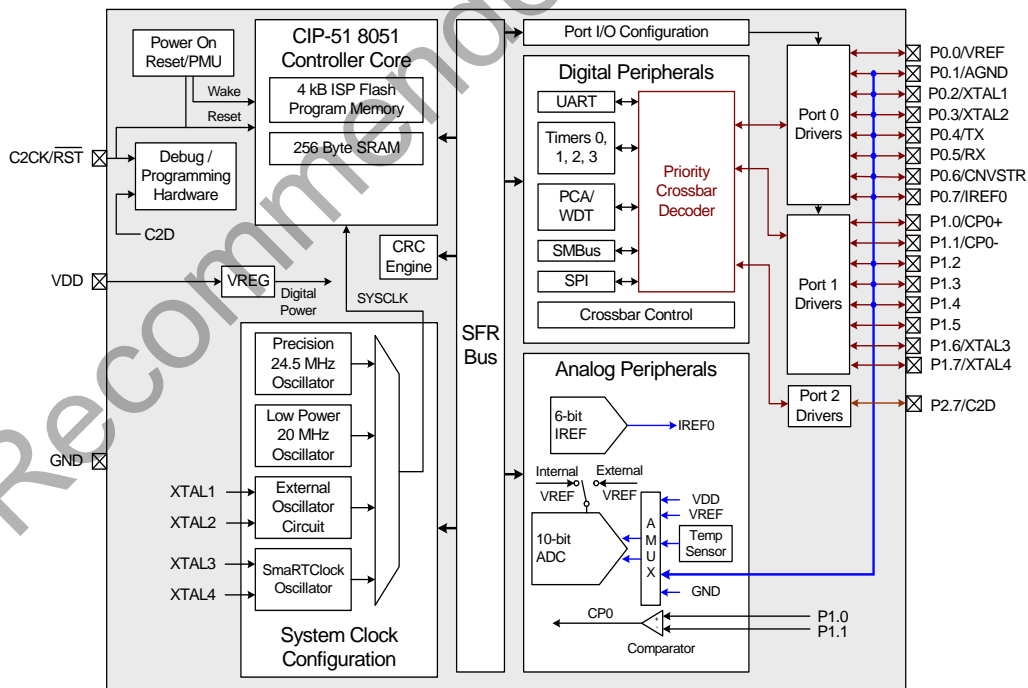 Recommended
Power On
Reset/PMU
Wake
Reset
C2CK/RST
Debug /
Programming
Hardware
C2D
VDD
VREG
Digital
Power
GND
CIP-51 8051
Controller Core
4 kB ISP Flash
Program Memory
256 Byte SRAM
CRC
Engine
SYSCLK
Precision
24.5 MHz
Oscillator
Low Power
20 MHz
Oscillator
XTAL1
XTAL2
External
Oscillator
Circuit
XTAL3
XTAL4
SmaRTClock
Oscillator
System Clock
Configuration
SFR
Bus
Port I/O Configuration
Digital Peripherals
UART
Timers 0,
1, 2, 3
PCA/
WDT
SMBus
SPI
Priority
Crossbar
Decoder
Crossbar Control
Analog Peripherals
6-bit
IREF
IREF0
Internal
External
VREF
VREF
10-bit
ADC
A
M
U
X
VDD
VREF
Temp
Sensor
GND
CP0
+
-
Comparator
P1.0
P1.1
Port 0
Drivers
Port 1
Drivers
Port 2
Drivers
P0.0/VREF
P0.1/AGND
P0.2/XTAL1
P0.3/XTAL2
P0.4/TX
P0.5/RX
P0.6/CNVSTR
P0.7/IREF0
P1.0/CP0+
P1.1/CP0-
P1.2
P1.3
P1.4
P1.5
P1.6/XTAL3
P1.7/XTAL4
P2.7/C2D